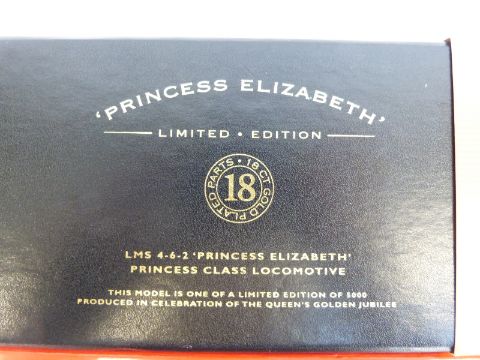 'PRINCESS ELIZABETH'
LIMITED • EDITION
18 CT GOLD PLATED PARTS •
18
LMS 4-6-2 'PRINCESS ELIZABETH'
PRINCESS CLASS LOCOMOTIVE
THIS MODEL IS ONE OF A LIMITED EDITION OF 5000
PRODUCED IN CELEBRATION OF THE QUEEN'S GOLDEN JUBILEE